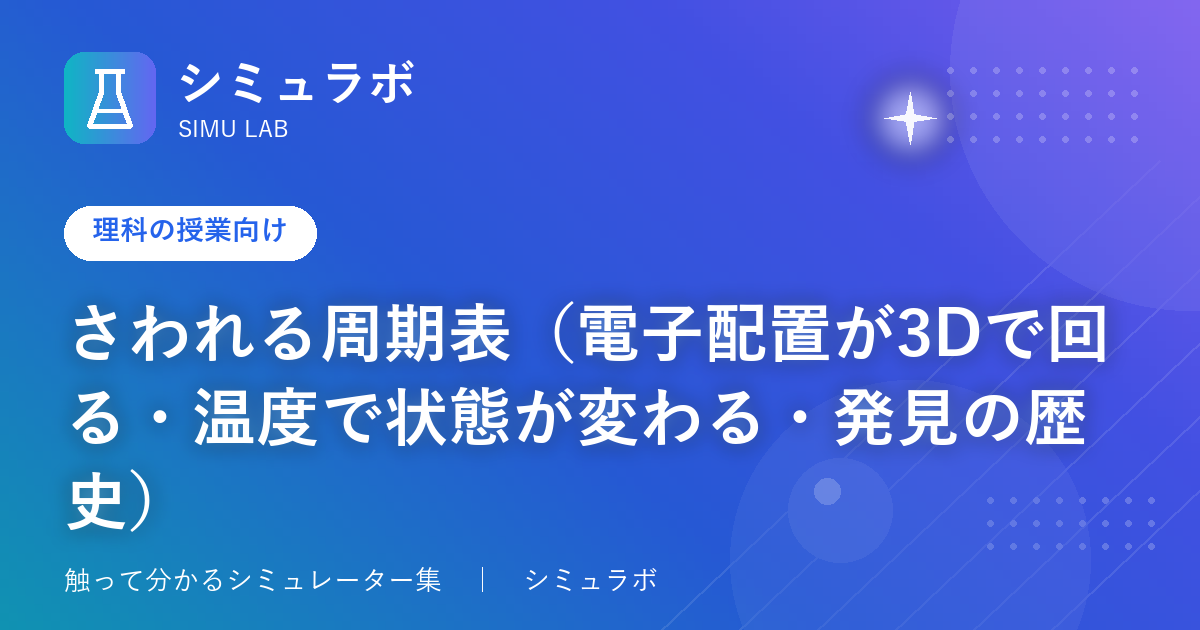 シミュラボ
SIMU LAB
理科の授業向け
さわれる周期表（電子配置が3Dで回
る・温度で状態が変わる・発見の歴
史）
触って分かるシミュレーター集 ｜ シミュラボ